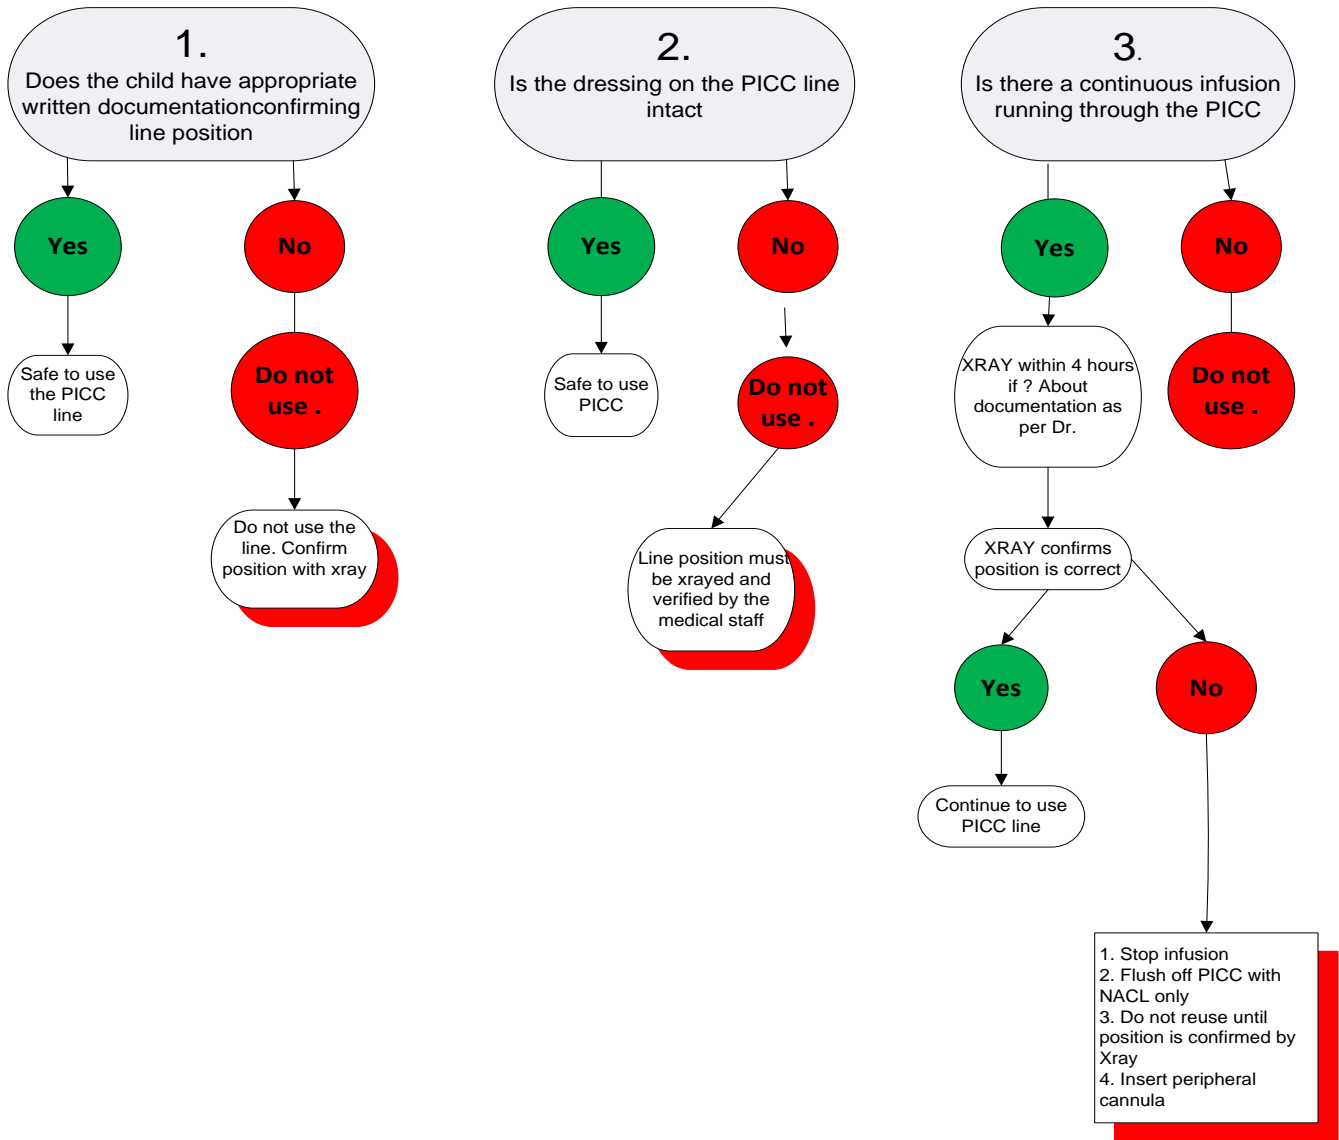 1.
Does the child have appropriate
written documentationconfirming
line position
Yes
No
Safe to use
the PICC
line
Do not
use .
Do not use the
line. Confirm
position with xray
2.
Is the dressing on the PICC line
intact
Yes
No
Safe to use
PICC
Do not
use .
Line position must
be xrayed and
verified by the
medical staff
3.
Is there a continuous infusion
running through the PICC
Yes
No
XRAY within 4 hours
if ? About
documentation as
per Dr.
Do not
use .
XRAY confirms
position is correct
Yes
No
Continue to use
PICC line
1. Stop infusion
2. Flush off PICC with
NACL only
3. Do not reuse until
position is confirmed by
Xray
4. Insert peripheral
cannula